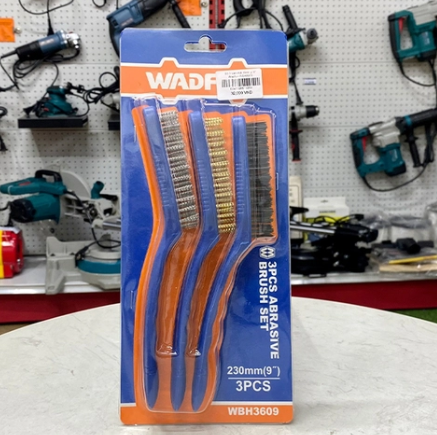 WADF
3PCS ABRASIVE
BRUSH SET
230mm(9")
3PCS
WBH3609